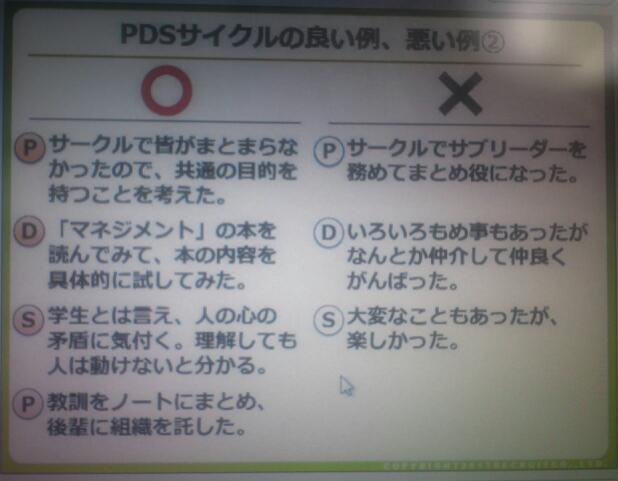 PDSサイクルの良い例、悪い例②
P サークルで皆がまとまらな
かったので、共通の目的を
持つことを考えた。
D 「マネジメント」の本を
読んでみて、本の内容を
具体的に試してみた。
S 学生とは言え、人の心の
矛盾に気付く。理解しても
人は動けないと分かる。
P 教訓をノートにまとめ、
後輩に組織を託した。
P サークルでサブリーダーを
務めてまとめ役になった。
D いろいろもめ事もあったが
なんとか仲介して仲良く
がんばった。
S 大変なこともあったが、
楽しかった。